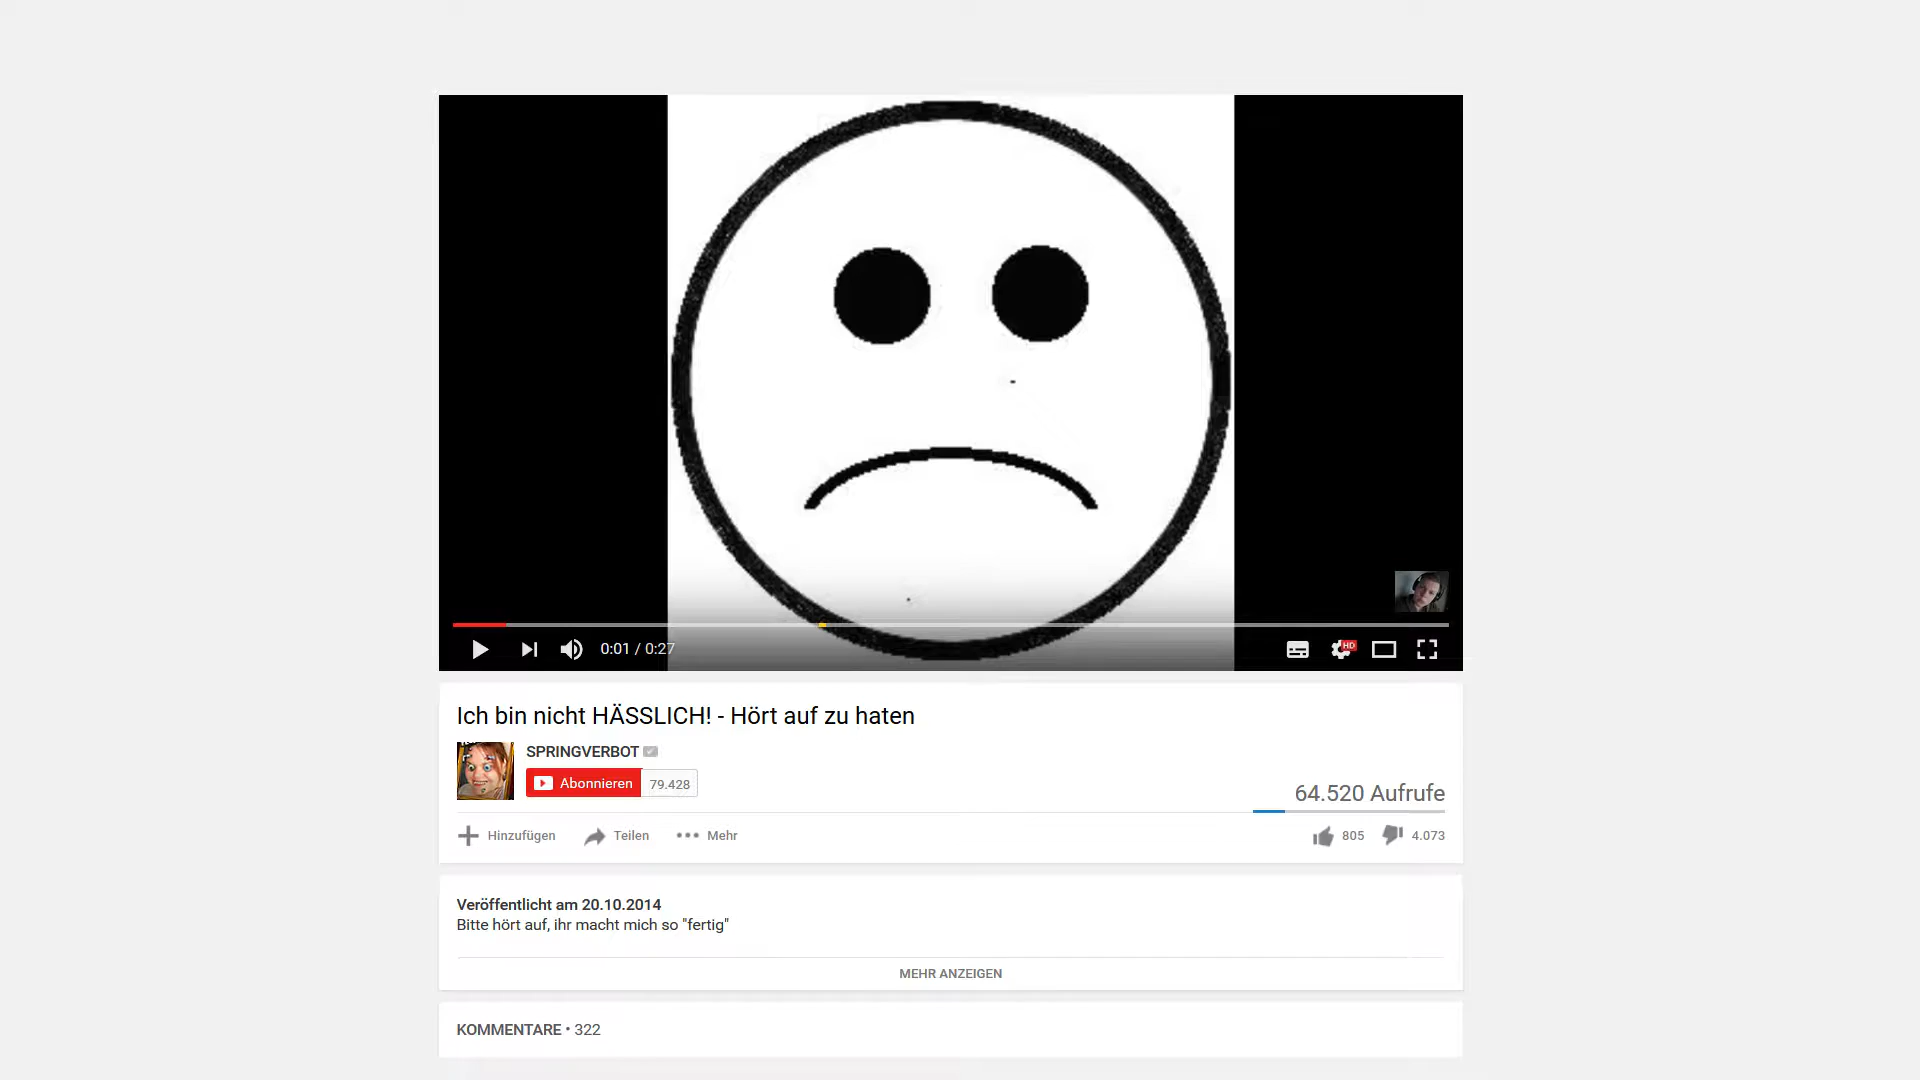 0:01 / 0:27
HD
Ich bin nicht HÄSSLICH! - Hört auf zu haten
SPRINGVERBOT
Abonnieren 79.428
64.520 Aufrufe
Hinzufügen Teilen Mehr 805 4.073
Veröffentlicht am 20.10.2014
Bitte hört auf, ihr macht mich so "fertig"
MEHR ANZEIGEN
KOMMENTARE • 322